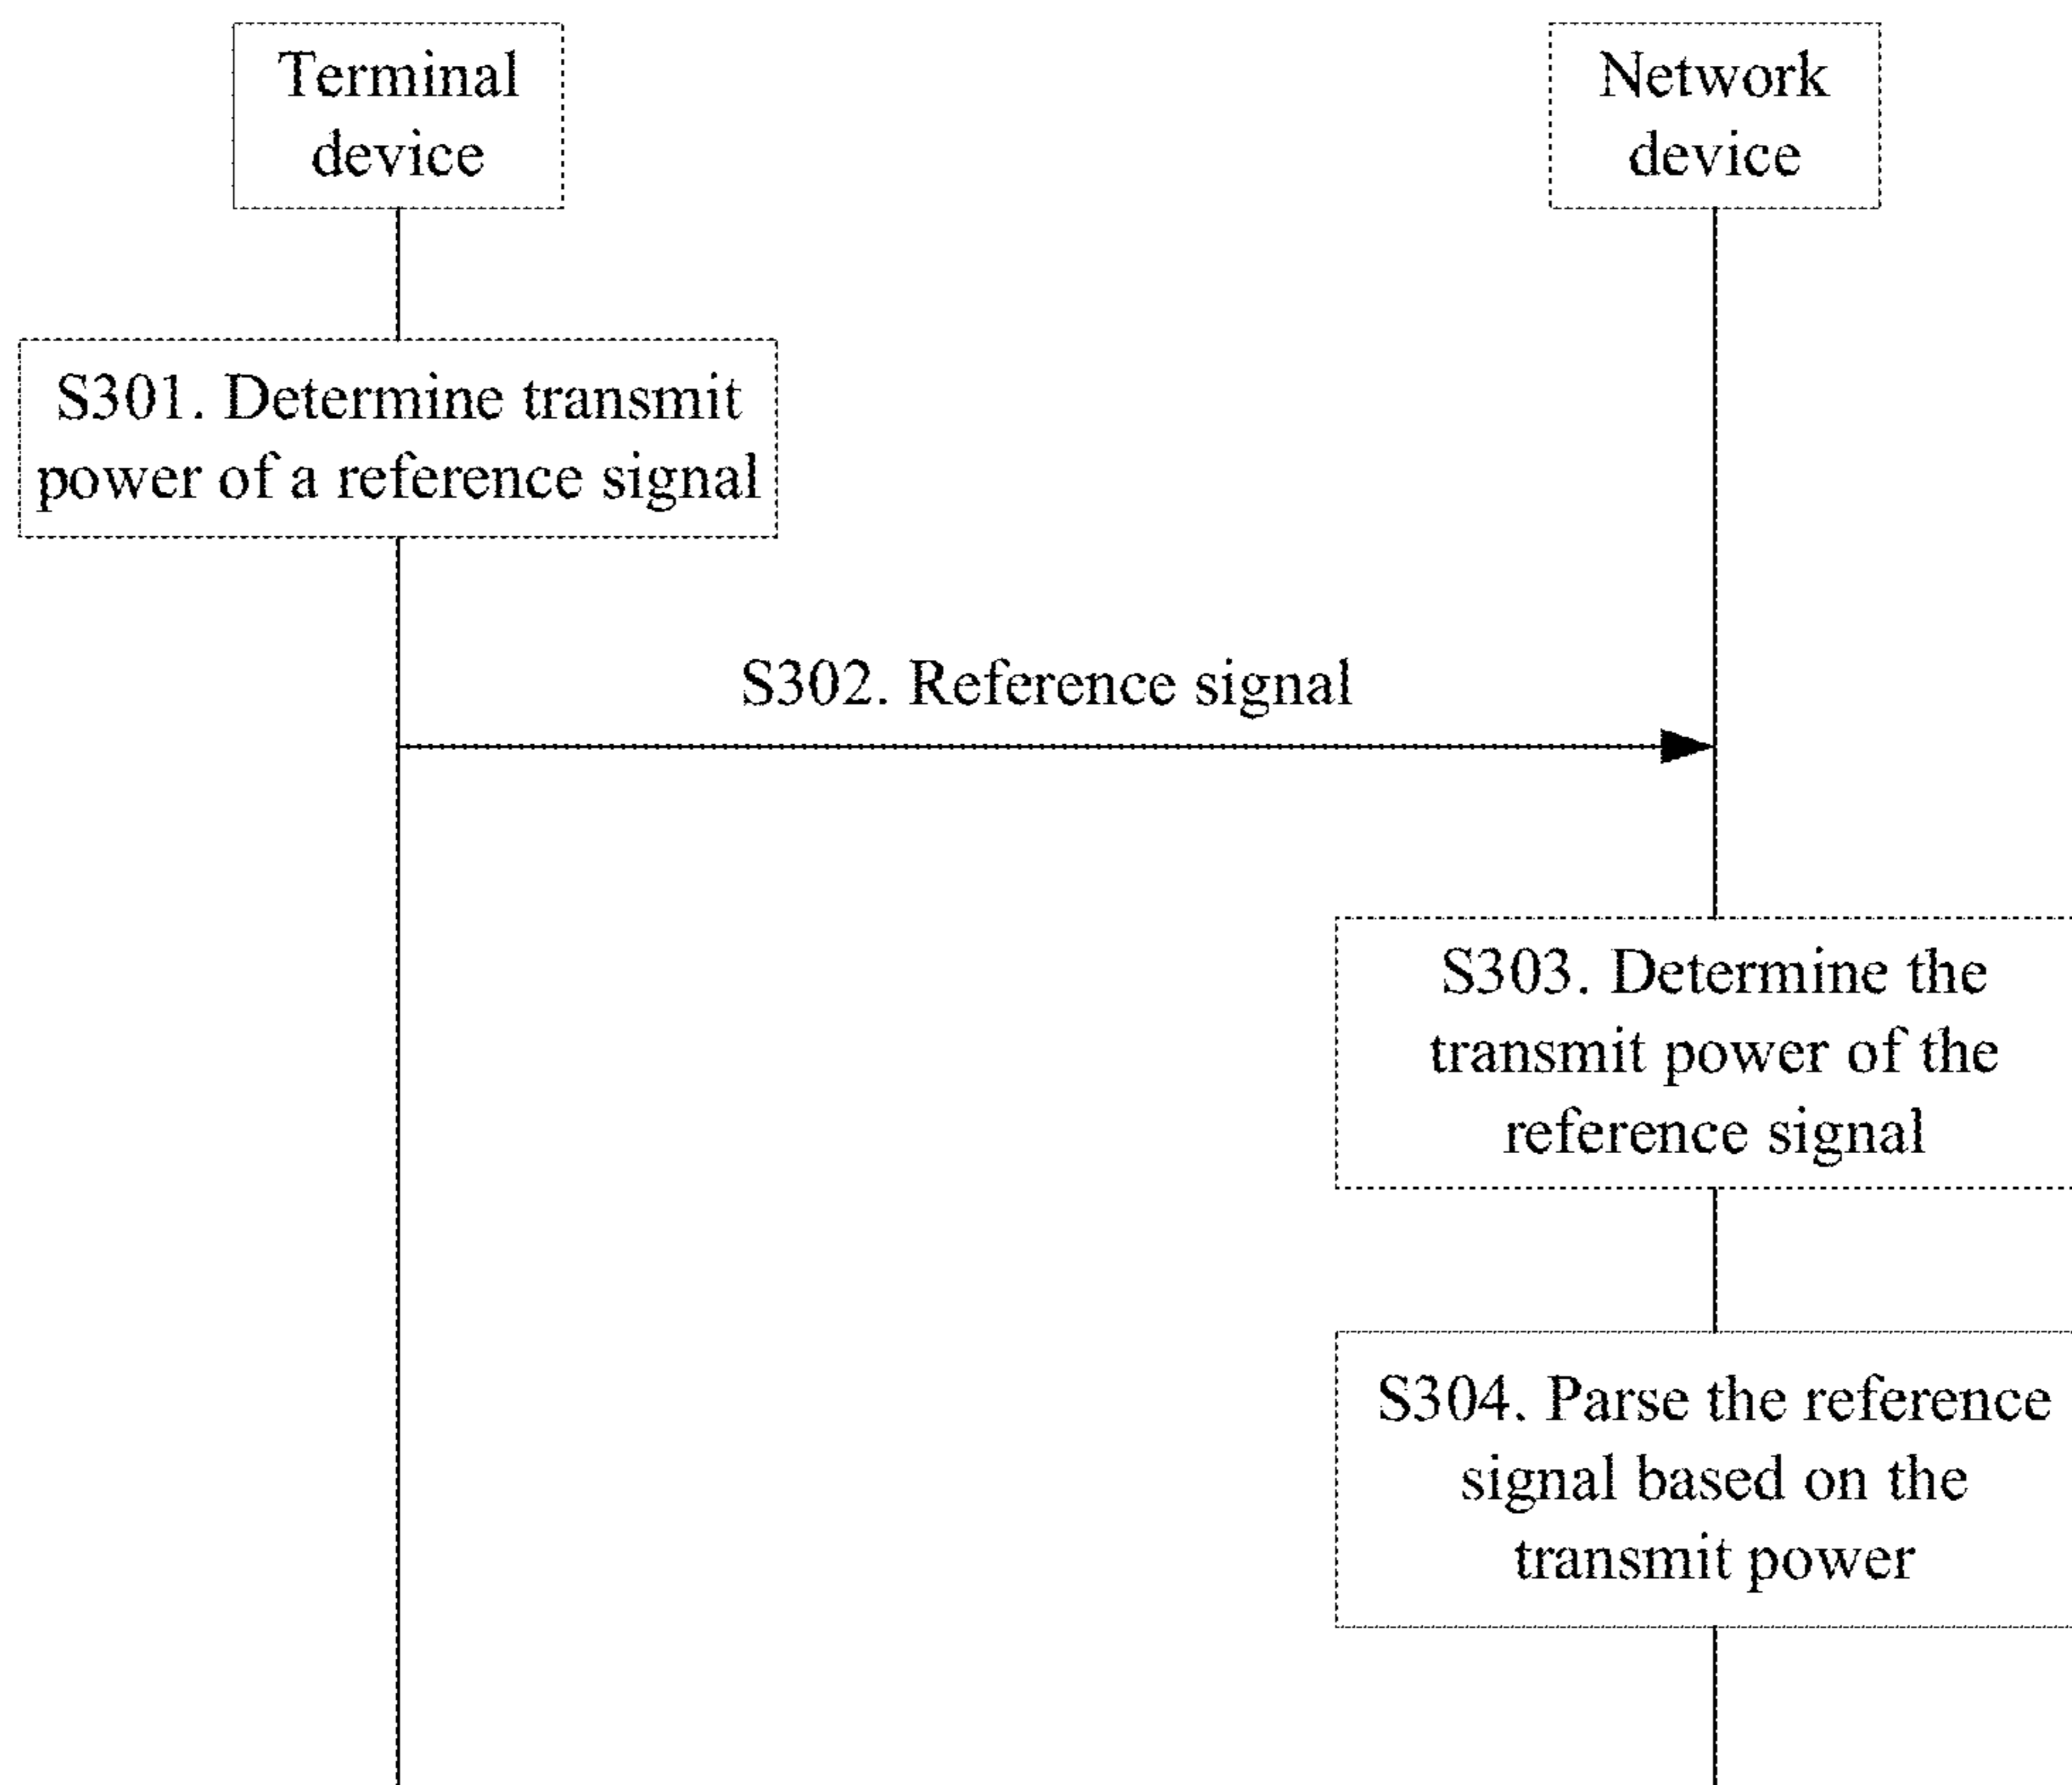 Terminal
device
Network
device
S301. Determine transmit
power of a reference signal
S302. Reference signal
S303. Determine the
transmit power of the
reference signal
S304. Parse the reference
signal based on the
transmit power